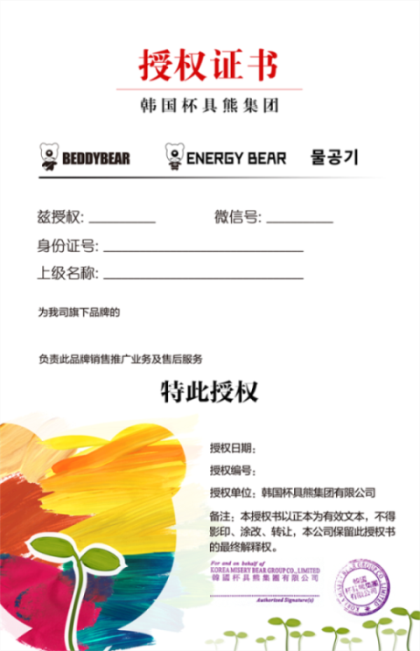 授权证书
韩国杯具熊集团
BEDDYBEAR ENERGY BEAR 물공기
兹授权: 微信号:
身份证号:
上级名称:
为我司旗下品牌的
负责此品牌销售推广业务及售后服务
特此授权
授权日期:
授权编号:
授权单位: 韩国杯具熊集团有限公司
备注: 本授权书以正本为有效文本, 不得
影印、涂改、转让, 本公司保留此授权书
的最终解释权。
For and on behalf of
KOREA MISERY BEAR GROUP CO., LIMITED
韓國杯具熊集團有限公司
Authorized Signature(s)